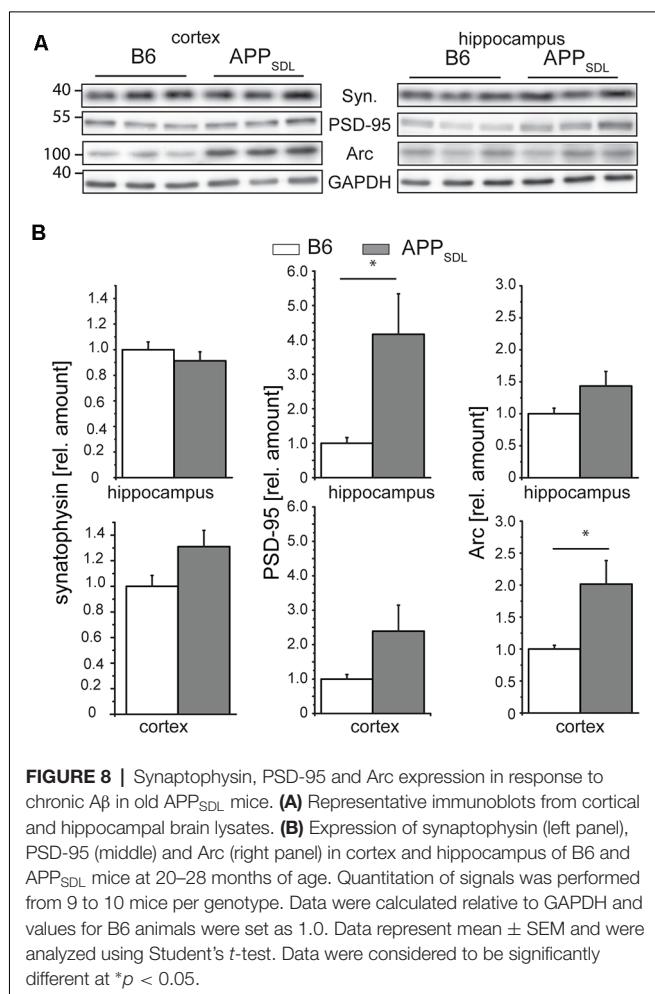 A
cortex
hippocampus
B6 APP SDL B6 APP SDL
40 Syn.
55 PSD-95
100 Arc
40 GAPDH
B
B6 APP SDL
synatophysin [rel. amount]
1.4
1.2
1.0
0.8
0.6
0.4
0.2
0
hippocampus
1.4
1.2
1.0
0.8
0.6
0.4
0.2
0
cortex
PSD-95 [rel. amount]
6.0
5.0
4.0
3.0
2.0
1.0
0
*
hippocampus
6.0
4.0
2.0
1.0
0
cortex
Arc [rel. amount]
3.0
2.5
2.0
1.5
1.0
0.5
0
hippocampus
3.0
2.5
2.0
1.5
1.0
0.5
0
*
cortex
FIGURE 8 | Synaptophysin, PSD-95 and Arc expression in response to
chronic Aβ in old APPSDL mice. (A) Representative immunoblots from cortical
and hippocampal brain lysates. (B) Expression of synaptophysin (left panel),
PSD-95 (middle) and Arc (right panel) in cortex and hippocampus of B6 and
APPSDL mice at 20–28 months of age. Quantitation of signals was performed
from 9 to 10 mice per genotype. Data were calculated relative to GAPDH and
values for B6 animals were set as 1.0. Data represent mean ± SEM and were
analyzed using Student's t-test. Data were considered to be significantly
different at *p < 0.05.